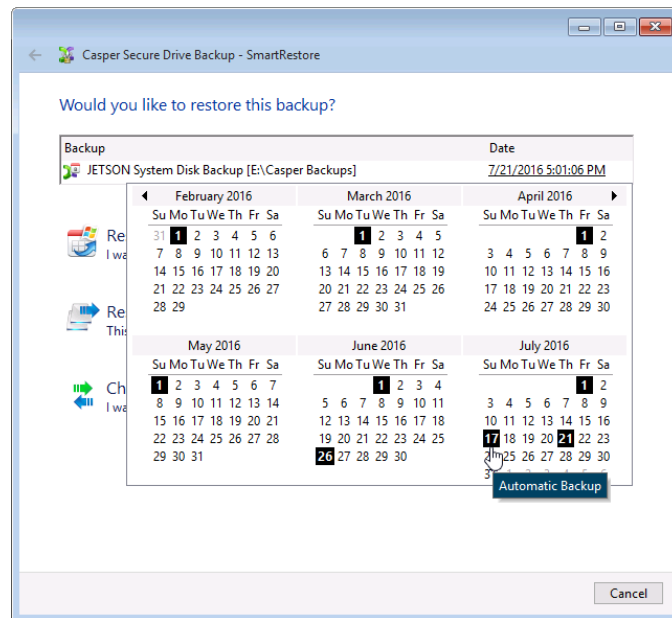 Casper Secure Drive Backup - SmartRestore
Would you like to restore this backup?
Backup Date
JETSON System Disk Backup [E:\Casper Backups] 7/21/2016 5:01:06 PM
February 2016 March 2016 April 2016
Su Mo Tu We Th Fr Sa Su Mo Tu We Th Fr Sa Su Mo Tu We Th Fr Sa
31 1 2 3 4 5 6 1 2 3 4 5 1 2
7 8 9 10 11 12 13 6 7 8 9 10 11 12 3 4 5 6 7 8 9
14 15 16 17 18 19 20 13 14 15 16 17 18 19 10 11 12 13 14 15 16
21 22 23 24 25 26 27 20 21 22 23 24 25 26 17 18 19 20 21 22 23
28 29 27 28 29 30 31 24 25 26 27 28 29 30
Re
I wa
Re
This
Ch
I wa
May 2016 June 2016 July 2016
Su Mo Tu We Th Fr Sa Su Mo Tu We Th Fr Sa Su Mo Tu We Th Fr Sa
1 2 3 4 5 6 7 1 2 3 4 1 2
8 9 10 11 12 13 14 5 6 7 8 9 10 11 3 4 5 6 7 8 9
15 16 17 18 19 20 21 12 13 14 15 16 17 18 10 11 12 13 14 15 16
22 23 24 25 26 27 28 19 20 21 22 23 24 25 17 18 19 20 21 22 23
29 30 31 26 27 28 29 30 25 26 27 28 29 30
Automatic Backup
Cancel